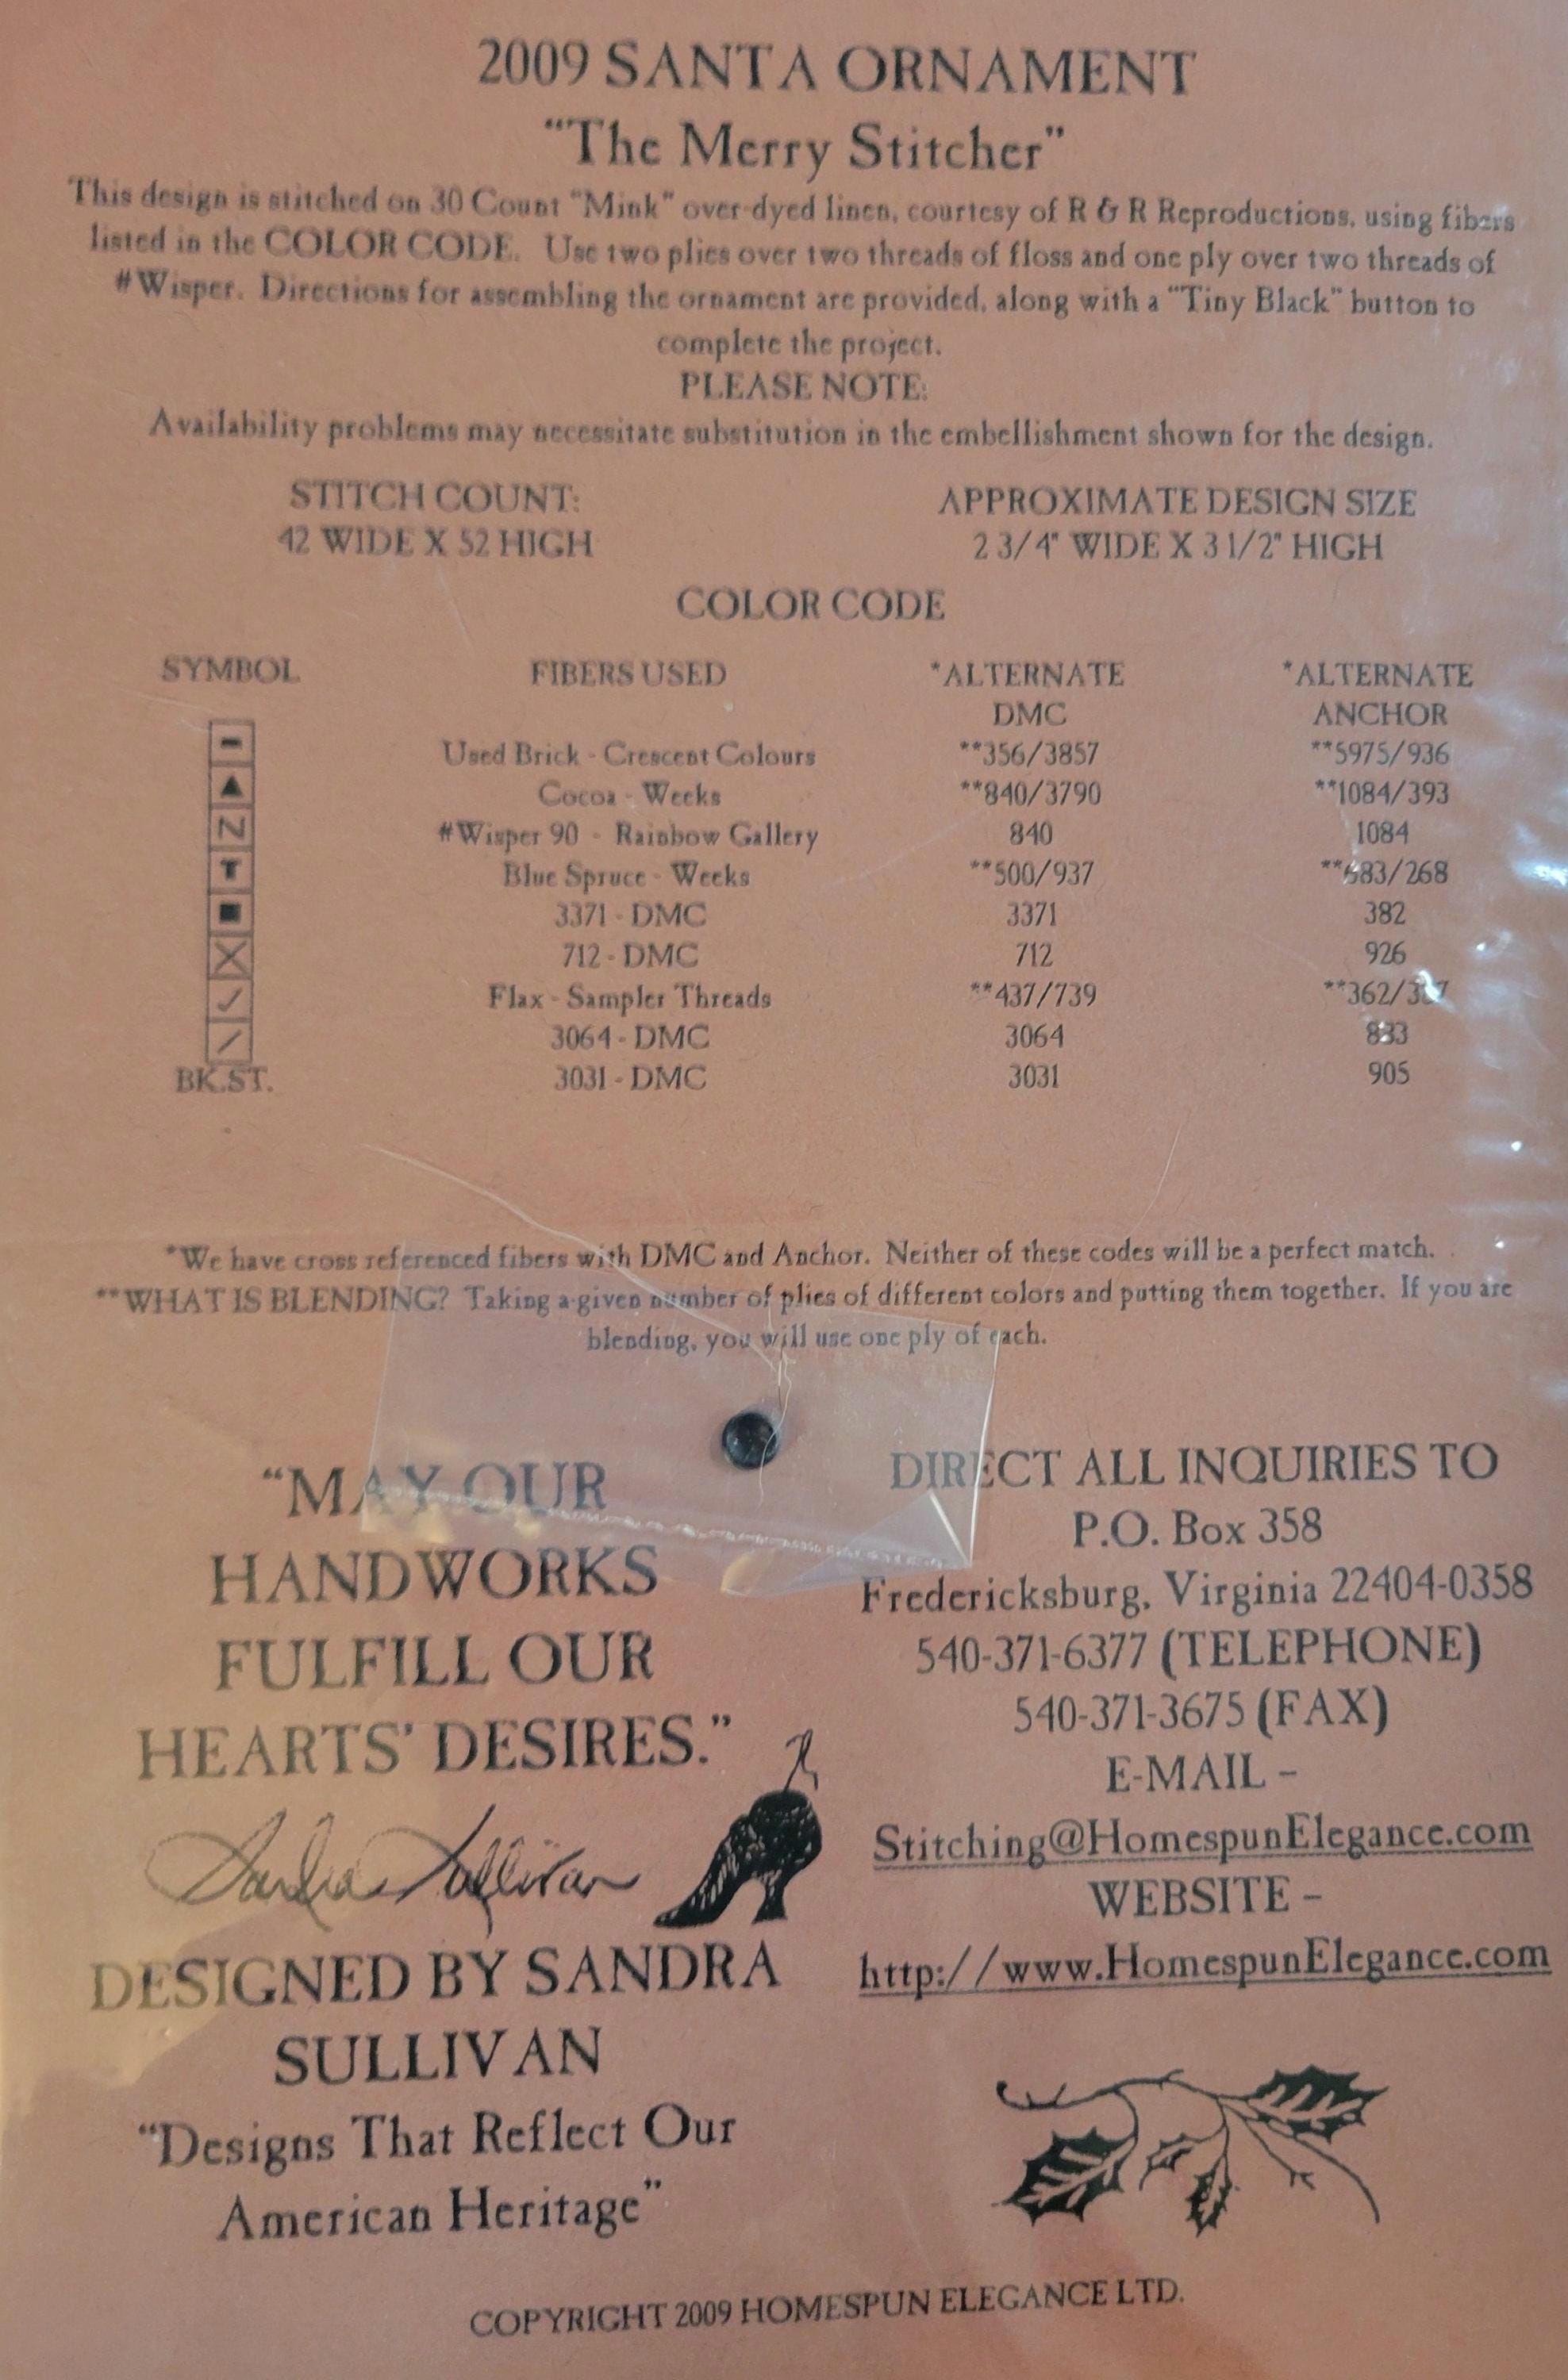 2009 SANTA ORNAMENT
"The Merry Stitcher"
This design is stitched on 30 Count "Mink" over-dyed linen, courtesy of R & R Reproductions, using fibers
listed in the COLOR CODE. Use two plies over two threads of floss and one ply over two threads of
#Wisper. Directions for assembling the ornament are provided, along with a "Tiny Black" button to
complete the project.
PLEASE NOTE:
Availability problems may necessitate substitution in the embellishment shown for the design.
STITCH COUNT: APPROXIMATE DESIGN SIZE
42 WIDE X 52 HIGH 2 3/4" WIDE X 3 1/2" HIGH
COLOR CODE
SYMBOL FIBERS USED *ALTERNATE *ALTERNATE
DMC ANCHOR
Used Brick - Crescent Colours **356/3857 **5975/936
Cocoa - Weeks **840/3790 **1084/393
N #Wisper 90 - Rainbow Gallery 840 1084
T Blue Spruce - Weeks **500/937 **683/268
3371 - DMC 3371 382
712 - DMC 712 926
Flax - Sampler Threads **437/739
3064 - DMC 3064 883
BK.ST. 3031 - DMC 3031 905
*We have cross referenced fibers with DMC and Anchor. Neither of these codes will be a perfect match.
**WHAT IS BLENDING? Taking a given number of plies of different colors and putting them together. If you are
blending, you will use one ply of each.
"MAY OUR
HANDWORKS
FULFILL OUR
HEARTS' DESIRES."
Sandra Sullivan
DESIGNED BY SANDRA
SULLIVAN
"Designs That Reflect Our
American Heritage"
DIRECT ALL INQUIRIES TO
P.O. Box 358
Fredericksburg, Virginia 22404-0358
540-371-6377 (TELEPHONE)
540-371-3675 (FAX)
E-MAIL -
Stitching@HomespunElegance.com
WEBSITE -
http://www.HomespunElegance.com
COPYRIGHT 2009 HOMESPUN ELEGANCE LTD.